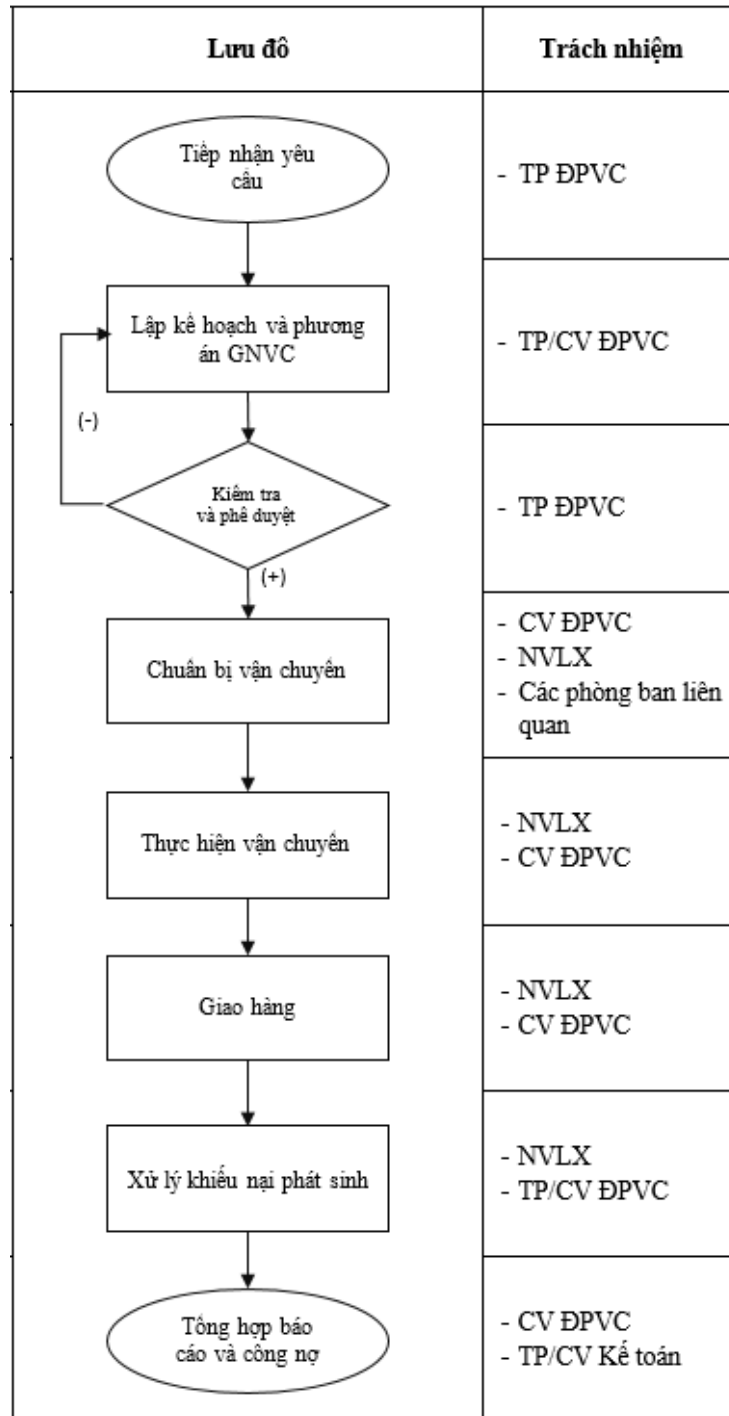 Lưu đồ
Trách nhiệm
Tiếp nhận yêu
cầu
- TP ĐPVC
Lập kế hoạch và phương
án GNVC
- TP/CV ĐPVC
(-)
Kiểm tra
và phê duyệt
- TP ĐPVC
(+)
Chuẩn bị vận chuyển
- CV ĐPVC
- NVLX
- Các phòng ban liên
quan
Thực hiện vận chuyển
- NVLX
- CV ĐPVC
Giao hàng
- NVLX
- CV ĐPVC
Xử lý khiếu nại phát sinh
- NVLX
- TP/CV ĐPVC
Tổng hợp báo
cáo và công nợ
- CV ĐPVC
- TP/CV Kế toán